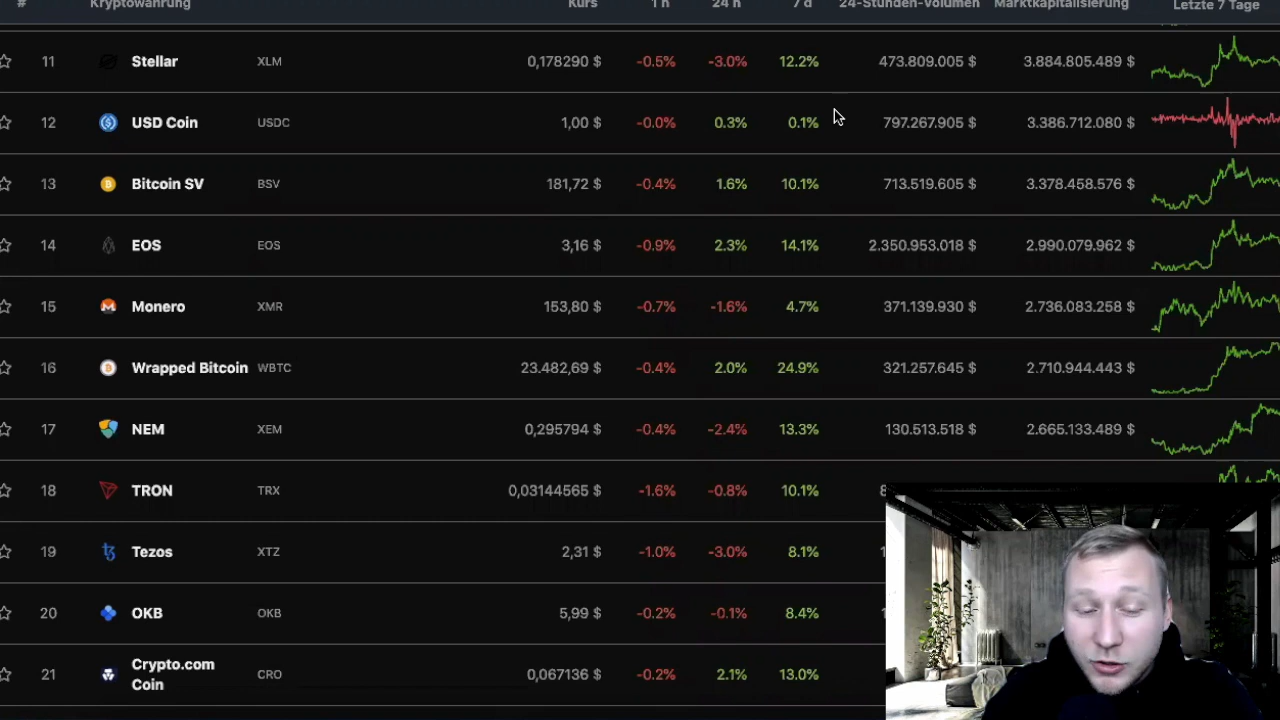 # Kryptowährung Kurs 1 h 24 h 7 d 24-Stunden-Volumen Marktkapitalisierung Letzte 7 Tage
11 Stellar XLM 0,178290 $ -0.5% -3.0% 12.2% 473.809.005 $ 3.884.805.489 $
12 USD Coin USDC 1,00 $ -0.0% 0.3% 0.1% 797.267.905 $ 3.386.712.080 $
13 Bitcoin SV BSV 181,72 $ -0.4% 1.6% 10.1% 713.519.605 $ 3.378.458.576 $
14 EOS EOS 3,16 $ -0.9% 2.3% 14.1% 2.350.953.018 $ 2.990.079.962 $
15 Monero XMR 153,80 $ -0.7% -1.6% 4.7% 371.139.930 $ 2.736.083.258 $
16 Wrapped Bitcoin WBTC 23.482,69 $ -0.4% 2.0% 24.9% 321.257.645 $ 2.710.944.443 $
17 NEM XEM 0,295794 $ -0.4% -2.4% 13.3% 130.513.518 $ 2.665.133.489 $
18 TRON TRX 0,03144565 $ -1.6% -0.8% 10.1%
19 Tezos XTZ 2,31 $ -1.0% -3.0% 8.1%
20 OKB OKB 5,99 $ -0.2% -0.1% 8.4%
21 Crypto.com Coin CRO 0,067136 $ -0.2% 2.1% 13.0%